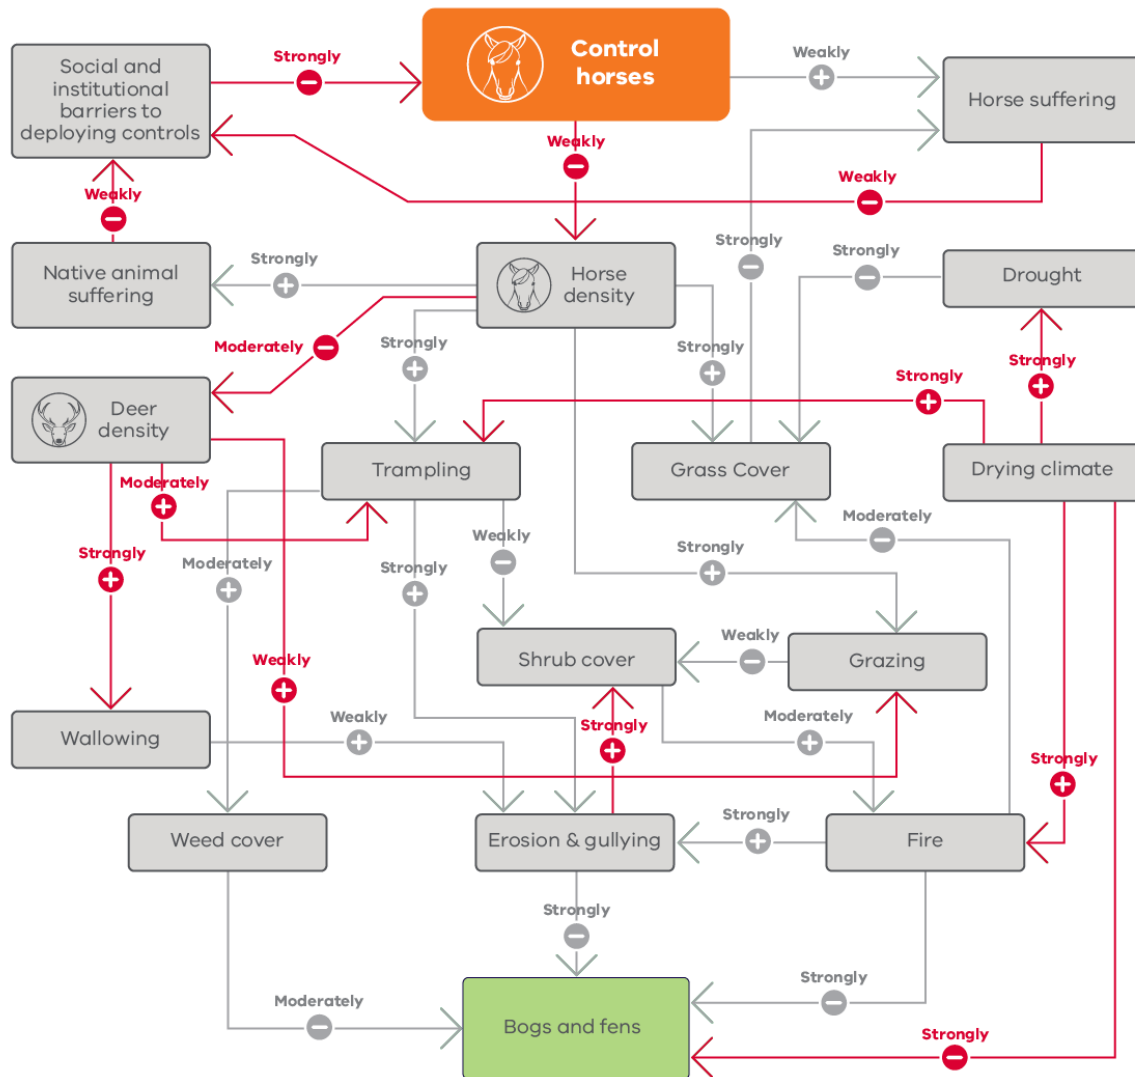 Strongly
Control
horses
Weakly
Social and
institutional
barriers to
deploying controls
Horse suffering
Weakly
Weakly
Weakly
Strongly
Strongly
Native animal
suffering
Strongly
Horse
density
Drought
Moderately
Strongly
Strongly
Strongly
Strongly
Deer
density
Trampling
Grass Cover
Drying climate
Moderately
Weakly
Moderately
Strongly
Moderately
Strongly
Strongly
Weakly
Shrub cover
Weakly
Grazing
Wallowing
Weakly
Strongly
Moderately
Strongly
Weed cover
Erosion & gullying
Strongly
Fire
Strongly
Moderately
Bogs and fens
Strongly
Strongly